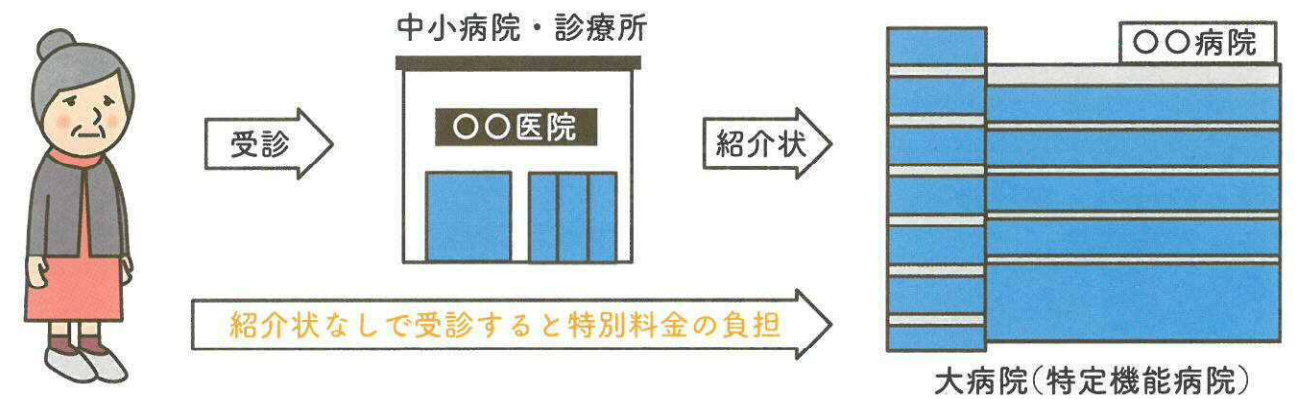 中小病院・診療所
〇〇病院
〇〇医院
受診
紹介状
紹介状なしで受診すると特別料金の負担
大病院(特定機能病院)